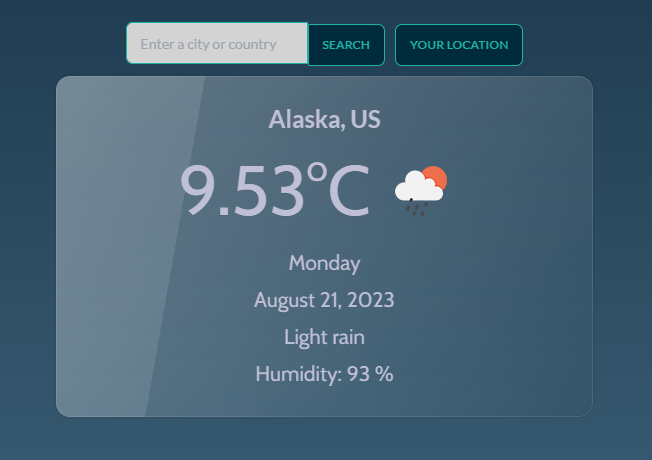 Enter a city or country
SEARCH
YOUR LOCATION
Alaska, US
9.53°C
Monday
August 21, 2023
Light rain
Humidity: 93 %